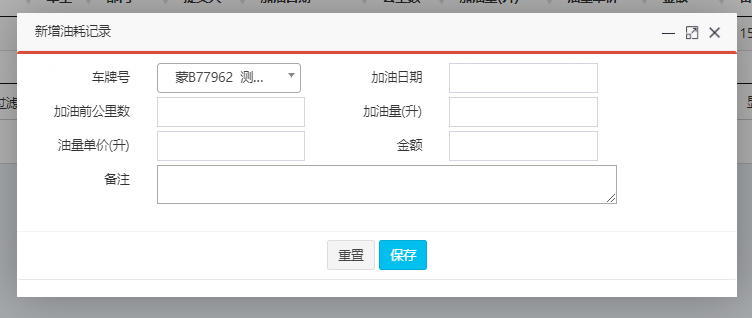 新增油耗记录
车牌号 蒙B77962 测... 加油日期
加油前公里数 加油量(升)
油量单价(升) 金额
备注
重置 保存